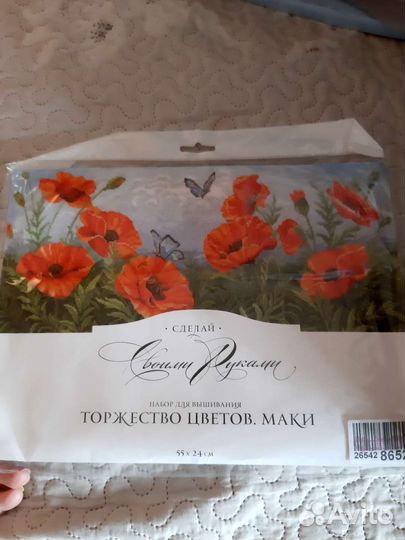 · СДЕЛАЙ ·
Своими Руками
НАБОР ДЛЯ ВЫШИВАНИЯ
ТОРЖЕСТВО ЦВЕТОВ. МАКИ
55 x 24 см
26542 8652
Avito